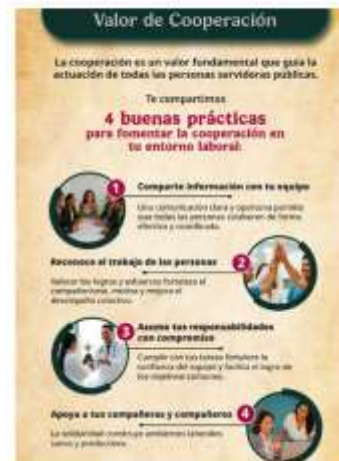 Valor de Cooperación
La cooperación es un valor fundamental que guía la
actuación de todas las personas servidoras públicas.
Te compartimos
4 buenas prácticas
para fomentar la cooperación en
tu entorno laboral:
1
Comparte información con tu equipo
Una comunicación clara y oportuna permite
que todas las personas colaboren de forma
efectiva y coordinada.
Reconoce el trabajo de las personas
2
Valorar los logros y esfuerzos fortalece el
compañerismo, motiva y mejora el
desempeño colectivo.
3
Asume tus responsabilidades
con compromiso
Cumplir con tus tareas fortalece la
confianza del equipo y facilita el logro de
los objetivos comunes.
Apoya a tus compañeras y compañeros
4
La solidaridad construye ambientes laborales
sanos y productivos.